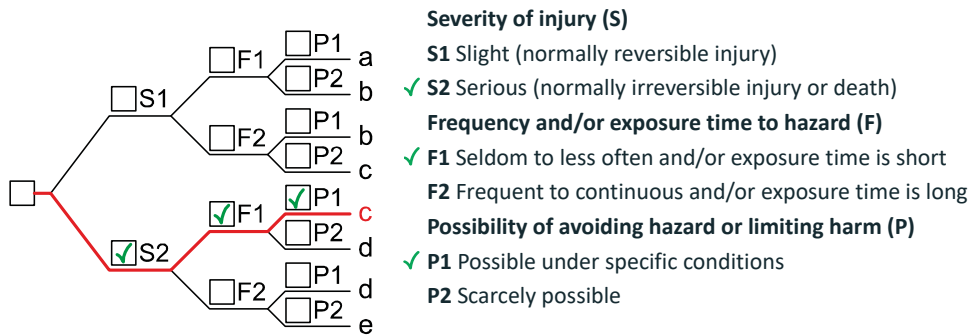 F1
P1
a
P2
b
S1
F2
P1
b
P2
c
S2
F1
P1
c
P2
d
F2
P1
d
P2
e
Severity of injury (S)
S1 Slight (normally reversible injury)
S2 Serious (normally irreversible injury or death)
Frequency and/or exposure time to hazard (F)
F1 Seldom to less often and/or exposure time is short
F2 Frequent to continuous and/or exposure time is long
Possibility of avoiding hazard or limiting harm (P)
P1 Possible under specific conditions
P2 Scarcely possible